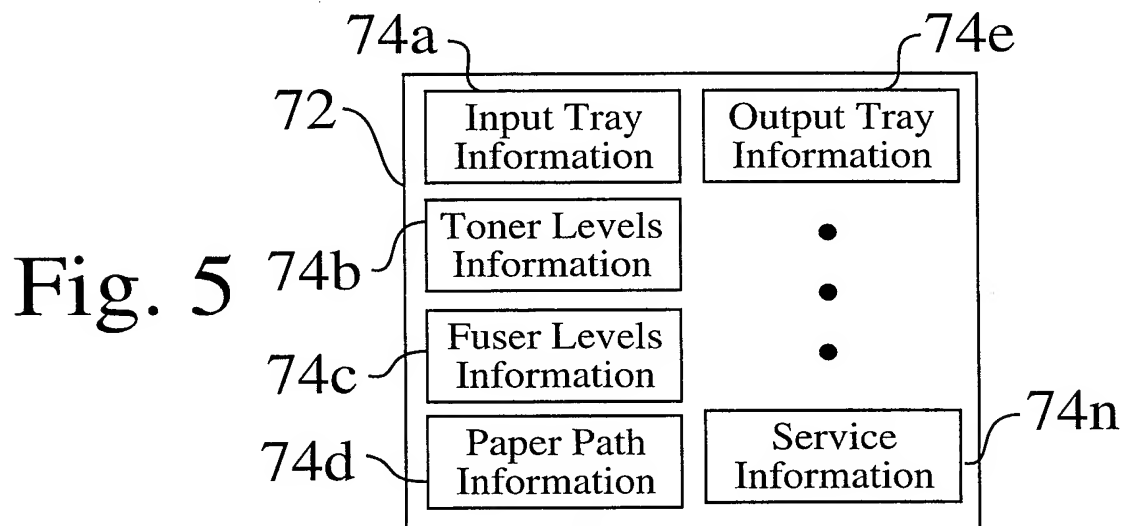 74a
74e
72
Input Tray
Information
Output Tray
Information
Toner Levels
Information
74b
Fig. 5
Fuser Levels
Information
74c
Paper Path
Information
74d
Service
Information
74n